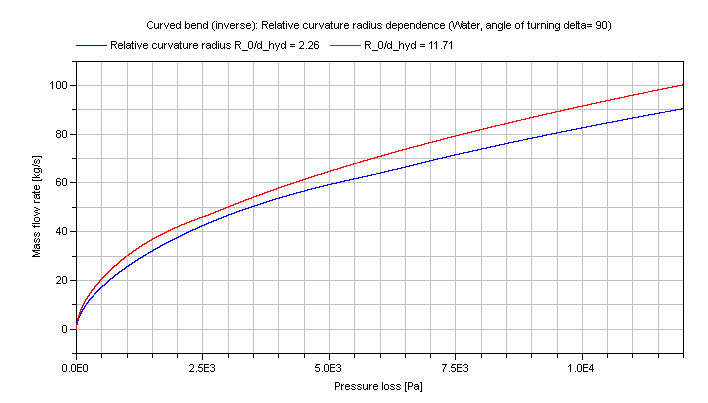 Curved bend (inverse): Relative curvature radius dependence (Water, angle of turning delta= 90)
Relative curvature radius R_0/d_hyd = 2.26 R_0/d_hyd = 11.71
100
80
60
40
20
0
Mass flow rate [kg/s]
0.0E0 2.5E3 5.0E3 7.5E3 1.0E4
Pressure loss [Pa]